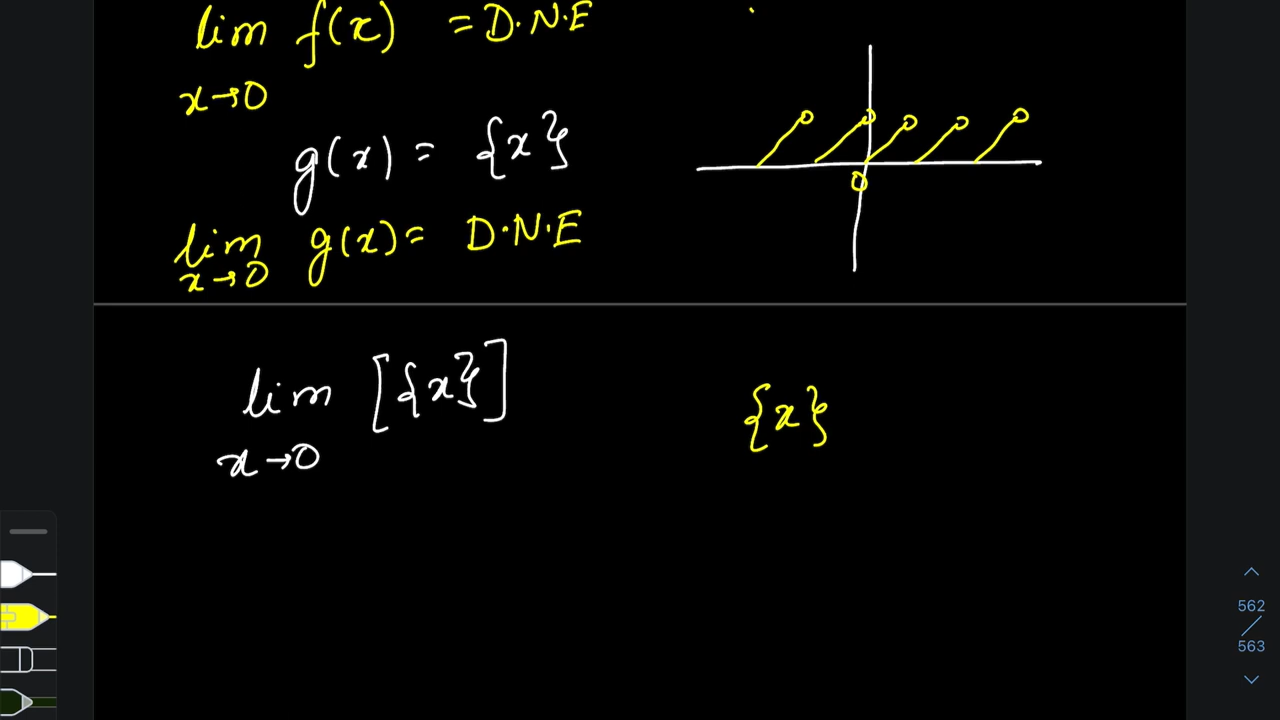 lim f(x) = D.N.E
x→0
g(x) = {x}
lim g(x) = D.N.E
x→0
0
lim [{x}]
x→0
{x}
562
563